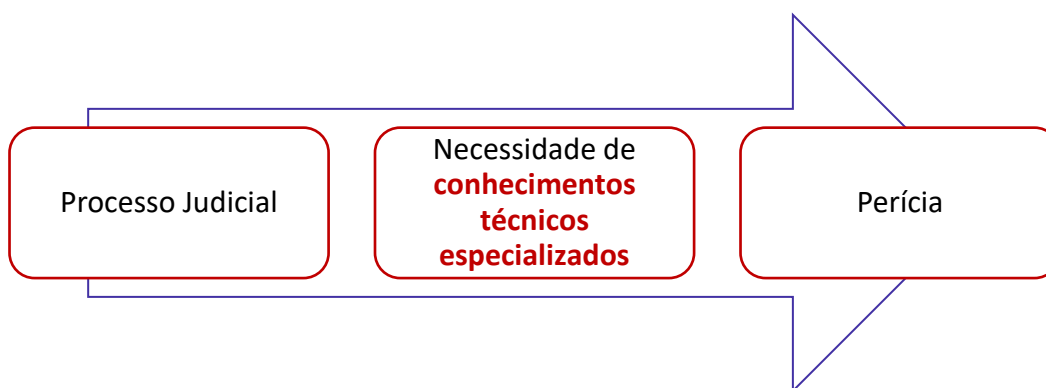 Processo Judicial
Necessidade de
conhecimentos
técnicos
especializados
Perícia